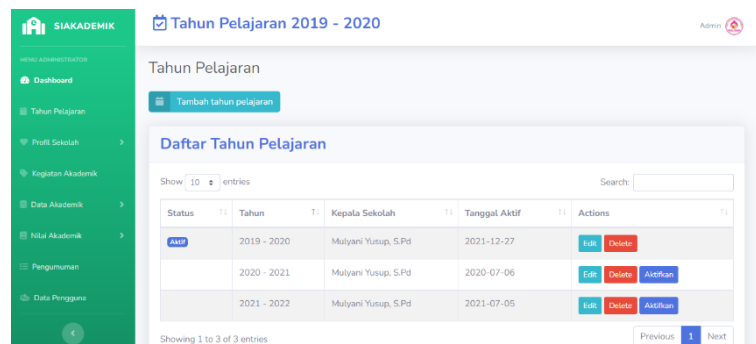 SIAKADEMIK
Tahun Pelajaran 2019 - 2020
Admin
MENU ADMINISTRATOR
Dashboard
Tahun Pelajaran
Profil Sekolah
Kegiatan Akademik
Data Akademik
Nilai Akademik
Pengumuman
Data Pengguna
Tahun Pelajaran
Tambah tahun pelajaran
Daftar Tahun Pelajaran
Show 10 entries
Search:
Status Tahun Kepala Sekolah Tanggal Aktif Actions
Aktif 2019 - 2020 Mulyani Yusup, S.Pd 2021-12-27 Edit Delete
2020 - 2021 Mulyani Yusup, S.Pd 2020-07-06 Edit Delete Aktifkan
2021 - 2022 Mulyani Yusup, S.Pd 2021-07-05 Edit Delete Aktifkan
Showing 1 to 3 of 3 entries
Previous 1 Next